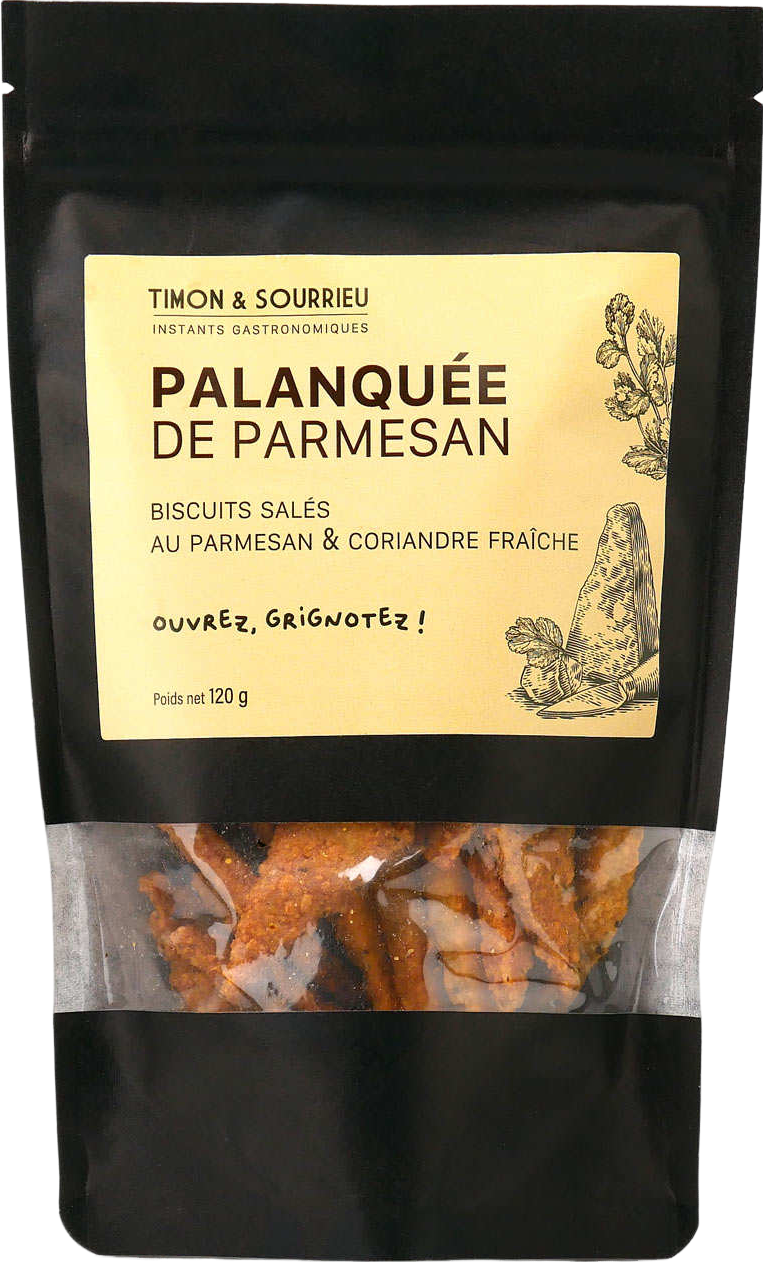 TIMON & SOURRIEU
INSTANTS GASTRONOMIQUES
PALANQUÉE
DE PARMESAN
BISCUITS SALÉS
AU PARMESAN & CORIANDRE FRAÎCHE
OUVREZ, GRiGNOTEZ !
Poids net 120 g